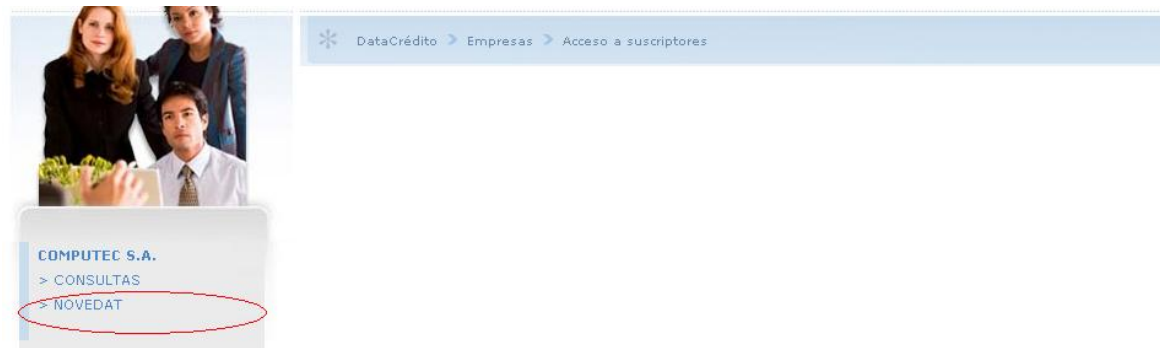 DataCrédito > Empresas > Acceso a suscriptores
COMPUTEC S.A.
> CONSULTAS
> NOVEDAT